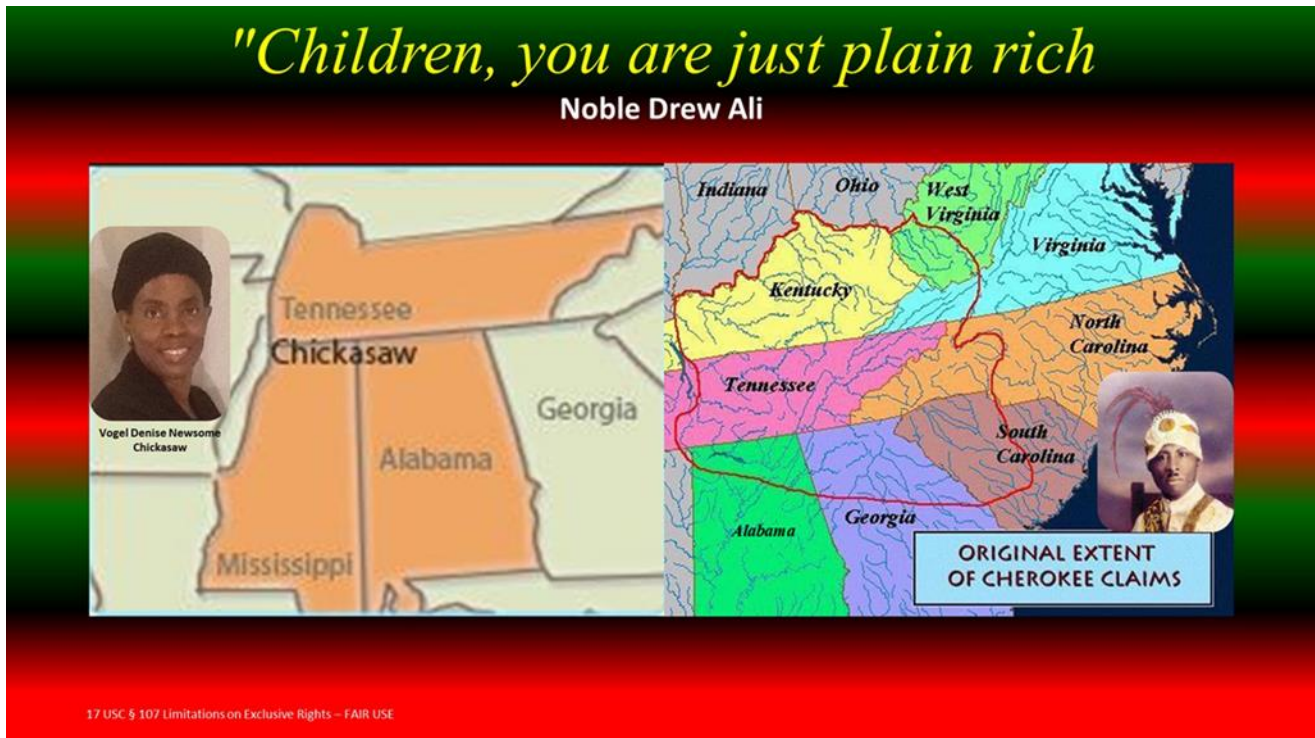 "Children, you are just plain rich
Noble Drew Ali
Tennessee
Chickasaw
Georgia
Alabama
Mississippi
Vogel Denise Newsome
Chickasaw
Indiana
Ohio
West
Virginia
Virginia
Kentucky
North
Carolina
Tennessee
South
Carolina
Georgia
Alabama
ORIGINAL EXTENT
OF CHEROKEE CLAIMS
17 USC § 107 Limitations on Exclusive Rights – FAIR USE